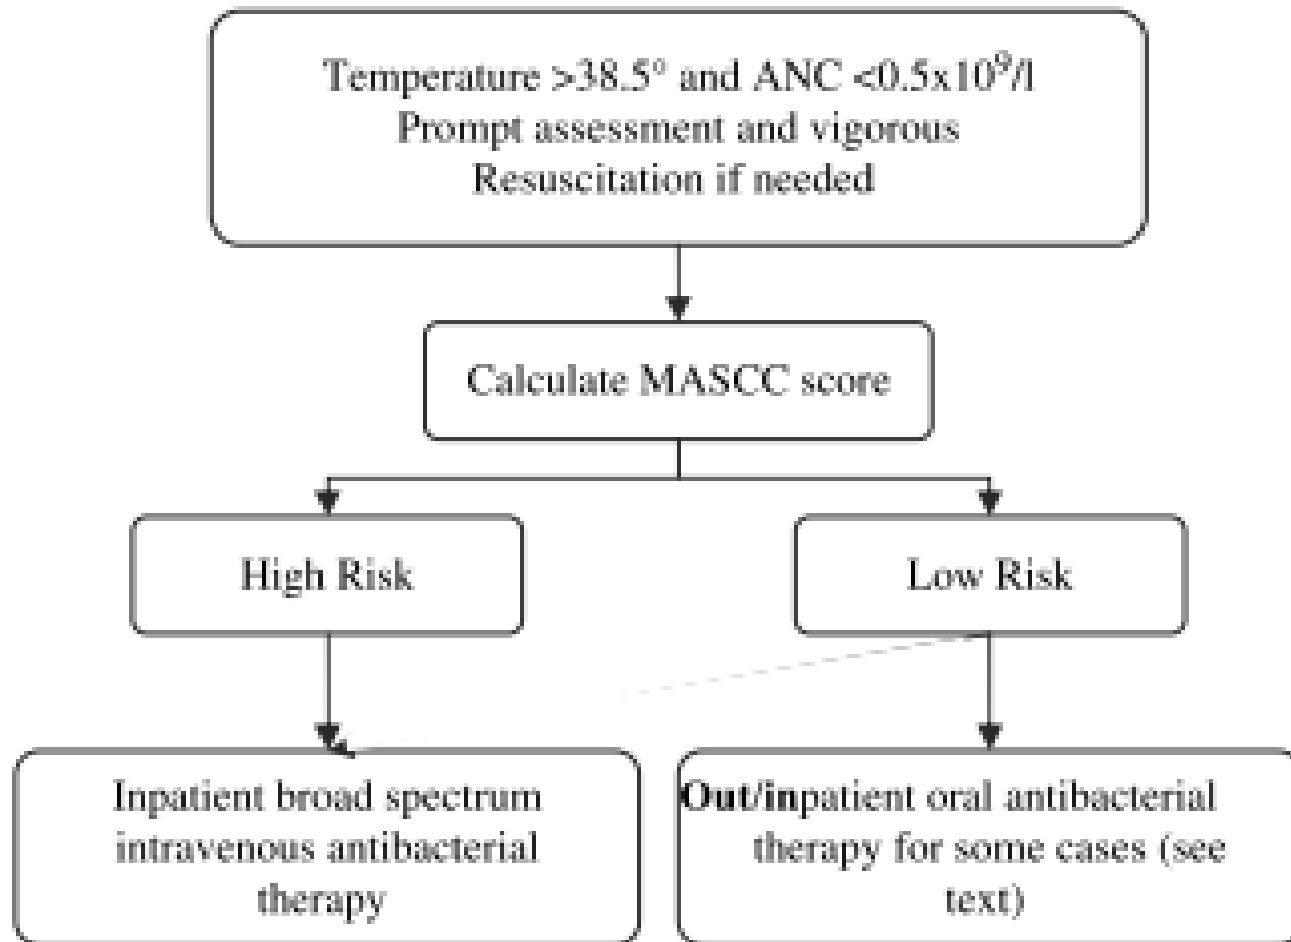 Temperature >38.5° and ANC <0.5x10⁹/l
Prompt assessment and vigorous
Resuscitation if needed
Calculate MASCC score
High Risk
Low Risk
Inpatient broad spectrum
intravenous antibacterial
therapy
Out/inpatient oral antibacterial
therapy for some cases (see
text)